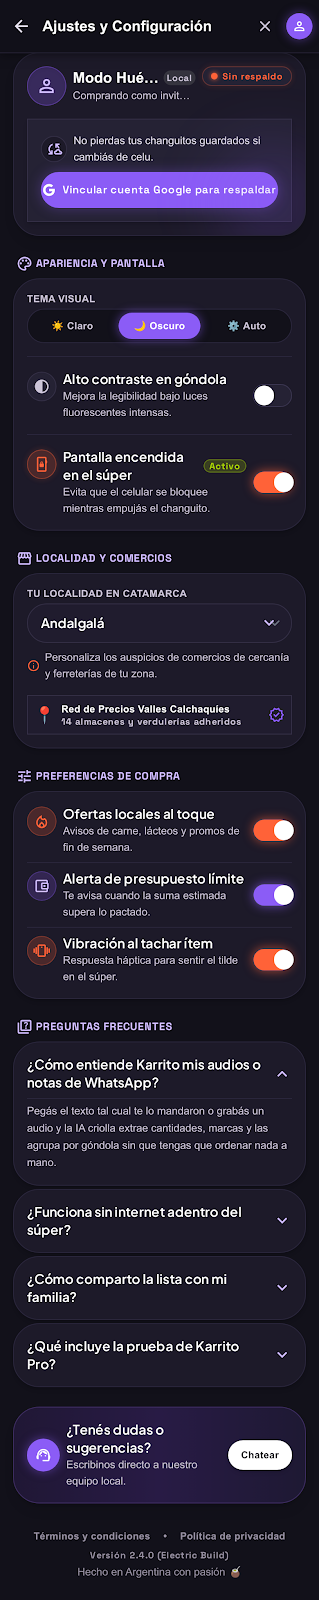 Ajustes y Configuración
Modo Hué... Local Sin respaldo
Comprando como invit...
No pierdas tus changuitos guardados si
cambiás de celu.
G Vincular cuenta Google para respaldar
APARIENCIA Y PANTALLA
TEMA VISUAL
Claro Oscuro Auto
Alto contraste en góndola
Mejora la legibilidad bajo luces
fluorescentes intensas.
Pantalla encendida
en el súper Activo
Evita que el celular se bloquee
mientras empujás el changuito.
LOCALIDAD Y COMERCIOS
TU LOCALIDAD EN CATAMARCA
Andalgalá
Personaliza los auspicios de comercios de cercanía
y ferreterías de tu zona.
Red de Precios Valles Calchaquíes
14 almacenes y verdulerías adheridos
PREFERENCIAS DE COMPRA
Ofertas locales al toque
Avisos de carne, lácteos y promos de
fin de semana.
Alerta de presupuesto límite
Te avisa cuando la suma estimada
supera lo pactado.
Vibración al tachar ítem
Respuesta háptica para sentir el tilde
en el súper.
PREGUNTAS FRECUENTES
¿Cómo entiende Karrito mis audios o
notas de WhatsApp?
Pegás el texto tal cual te lo mandaron o grabás un
audio y la IA criolla extrae cantidades, marcas y las
agrupa por góndola sin que tengas que ordenar nada a
mano.
¿Funciona sin internet adentro del
súper?
¿Cómo comparto la lista con mi
familia?
¿Qué incluye la prueba de Karrito
Pro?
¿Tenés dudas o
sugerencias?
Escribinos directo a nuestro
equipo local.
Chatear
Términos y condiciones • Política de privacidad
Versión 2.4.0 (Electric Build)
Hecho en Argentina con pasión 🧉